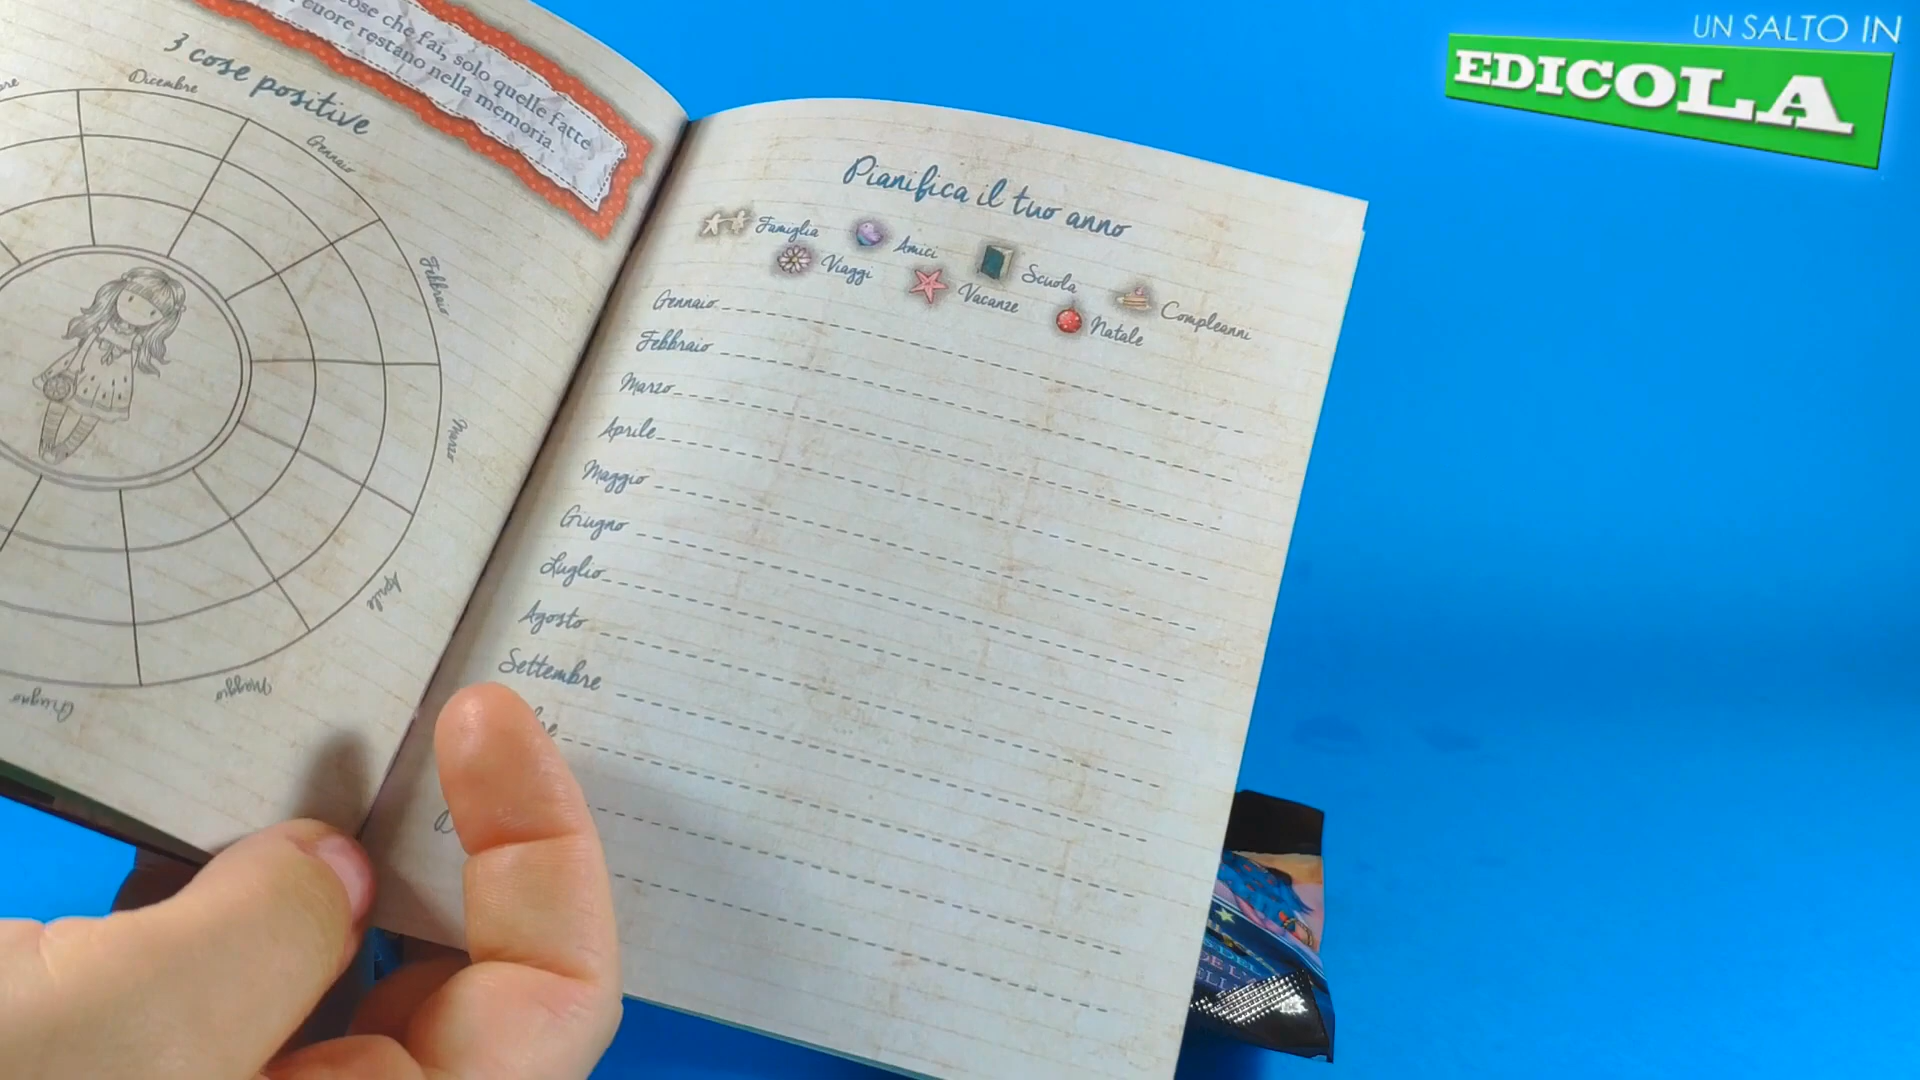 UN SALTO IN
EDICOLA
cose che fai, solo quelle fatte
cuore restano nella memoria.
3 cose positive
Dicembre
Gennaio
Febbraio
Marzo
Aprile
Maggio
Giugno
Pianifica il tuo anno
Famiglia
Amici
Scuola
Compleanni
Viaggi
Vacanze
Natale
Gennaio
Febbraio
Marzo
Aprile
Maggio
Giugno
Luglio
Agosto
Settembre